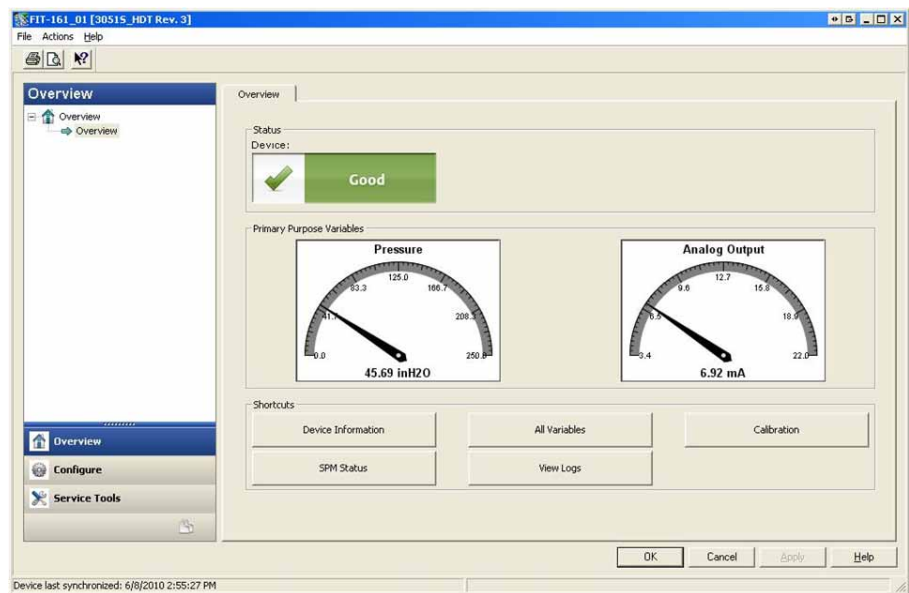 FIT-161_01 [3051S_HDT Rev. 3]
File Actions Help
Overview
Overview
Overview
Overview
Configure
Service Tools
Overview
Status
Device:
Good
Primary Purpose Variables
Pressure
0.0
41.7
83.3
125.0
166.7
208.3
250.0
45.69 inH2O
Analog Output
3.4
6.5
9.6
12.7
15.8
18.9
22.0
6.92 mA
Shortcuts
Device Information
All Variables
Calibration
SPM Status
View Logs
OK
Cancel
Apply
Help
Device last synchronized: 6/8/2010 2:55:27 PM